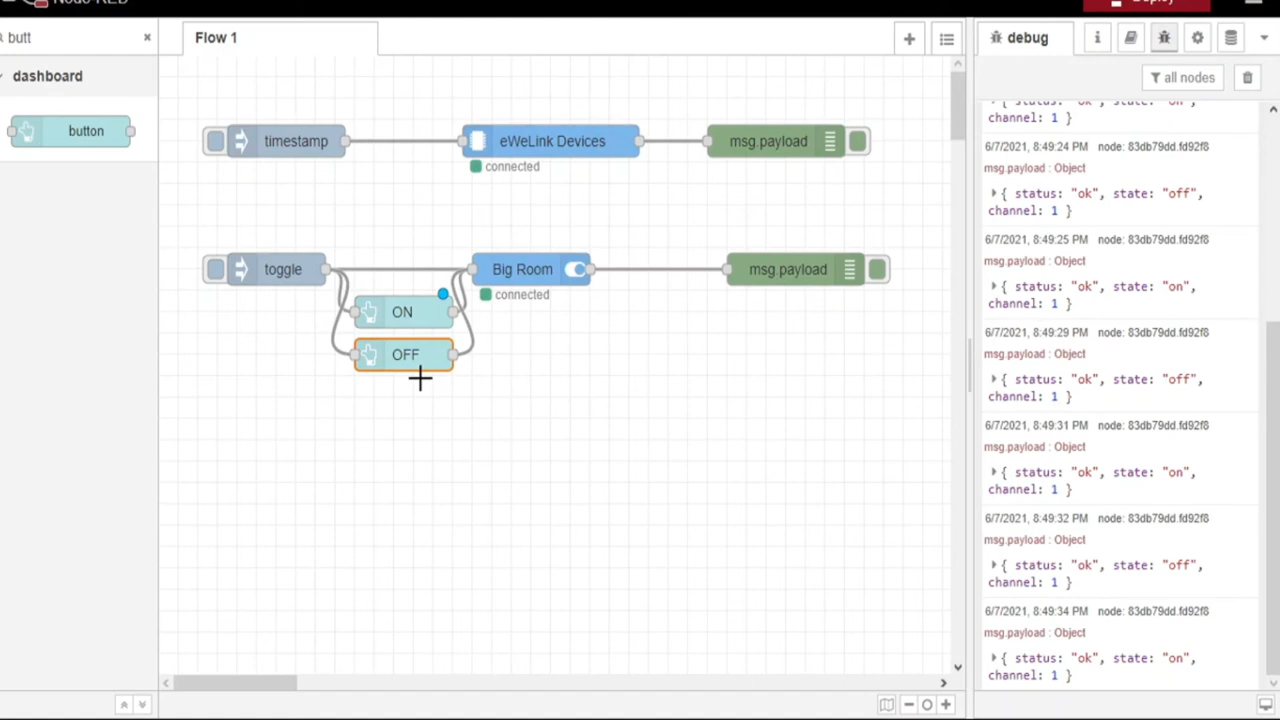 Node-RED
Deploy
butt
×
Flow 1
debug
dashboard
all nodes
button
timestamp
eWeLink Devices
msg.payload
connected
toggle
Big Room
msg.payload
connected
ON
OFF
channel: 1 }
6/7/2021, 8:49:24 PM node: 83db79dd.fd92f8
msg.payload : Object
{ status: "ok", state: "off",
channel: 1 }
6/7/2021, 8:49:25 PM node: 83db79dd.fd92f8
msg.payload : Object
{ status: "ok", state: "on",
channel: 1 }
6/7/2021, 8:49:29 PM node: 83db79dd.fd92f8
msg.payload : Object
{ status: "ok", state: "off",
channel: 1 }
6/7/2021, 8:49:31 PM node: 83db79dd.fd92f8
msg.payload : Object
{ status: "ok", state: "on",
channel: 1 }
6/7/2021, 8:49:32 PM node: 83db79dd.fd92f8
msg.payload : Object
{ status: "ok", state: "off",
channel: 1 }
6/7/2021, 8:49:34 PM node: 83db79dd.fd92f8
msg.payload : Object
{ status: "ok", state: "on",
channel: 1 }